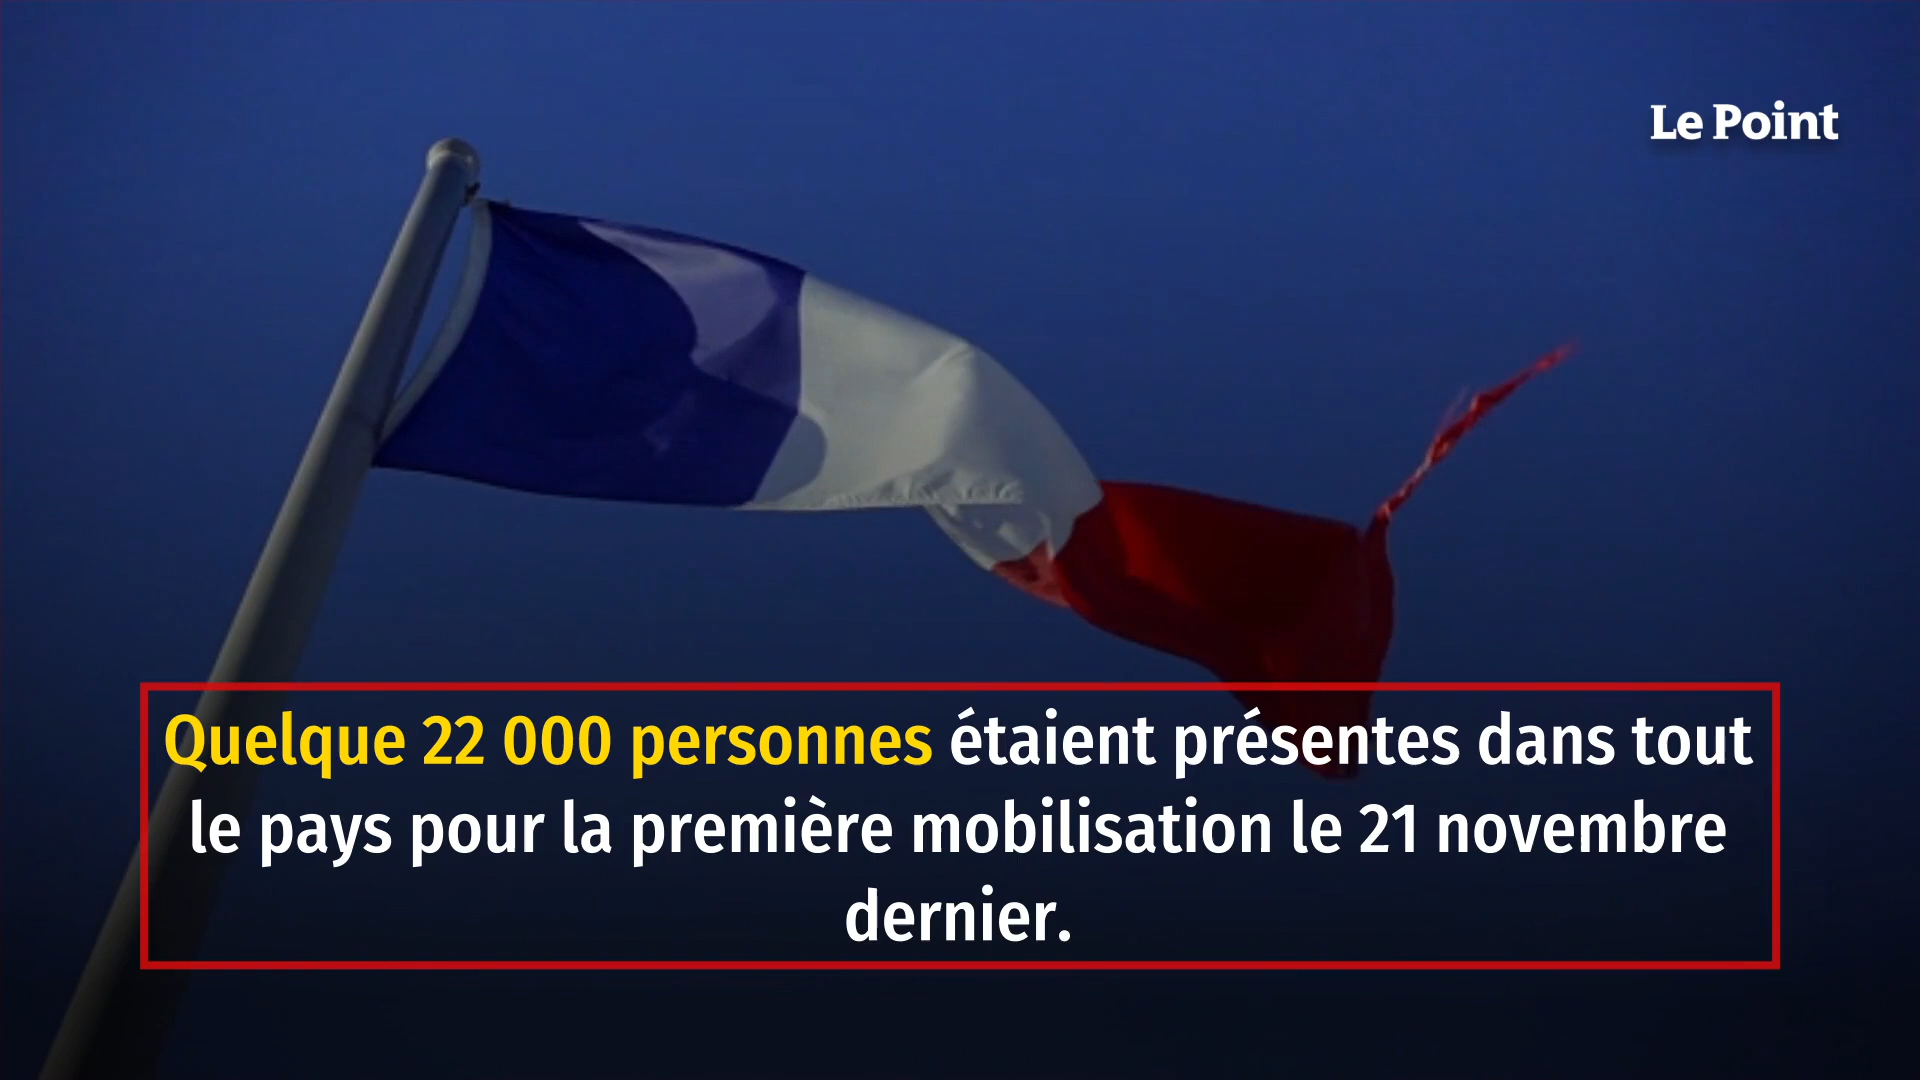 Le Point
Quelque 22 000 personnes étaient présentes dans tout
le pays pour la première mobilisation le 21 novembre
dernier.